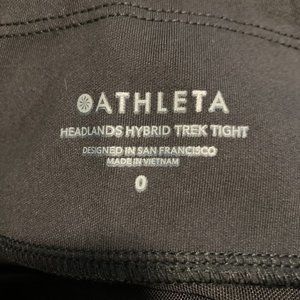 ATHLETA
HEADLANDS HYBRID TREK TIGHT
DESIGNED IN SAN FRANCISCO
MADE IN VIETNAM
0